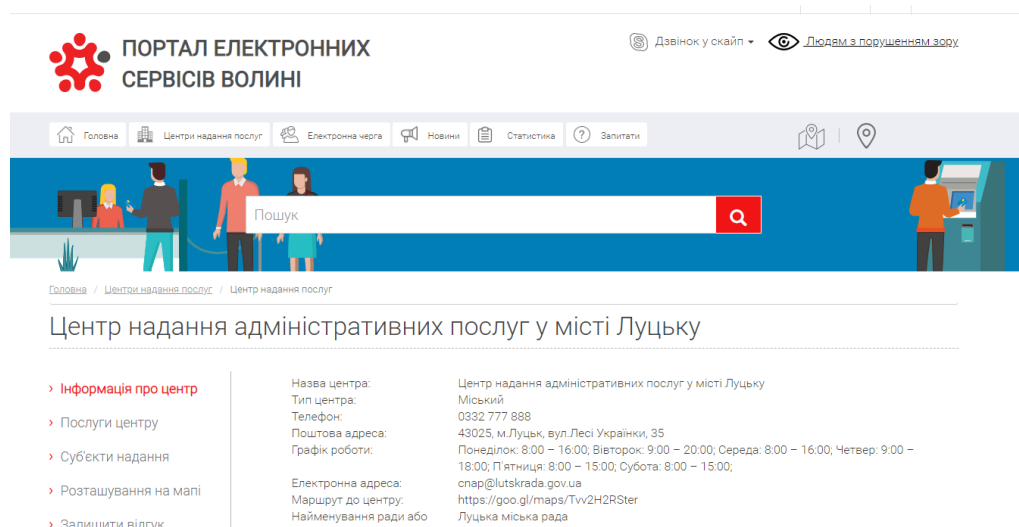 ПОРТАЛ ЕЛЕКТРОННИХ
СЕРВІСІВ ВОЛИНІ
Дзвінок у скайп
Людям з порушенням зору
Головна
Центри надання послуг
Електронна черга
Новини
Статистика
Запитати
Пошук
Головна / Центри надання послуг / Центр надання послуг
Центр надання адміністративних послуг у місті Луцьку
Інформація про центр
Послуги центру
Суб'єкти надання
Розташування на мапі
Залишити відгук
Назва центра: Центр надання адміністративних послуг у місті Луцьку
Тип центра: Міський
Телефон: 0332 777 888
Поштова адреса: 43025, м.Луцьк, вул.Лесі Українки, 35
Графік роботи: Понеділок: 8:00 – 16:00; Вівторок: 9:00 – 20:00; Середа: 8:00 – 16:00; Четвер: 9:00 –
18:00; П'ятниця: 8:00 – 15:00; Субота: 8:00 – 15:00;
Електронна адреса: cnap@lutskrada.gov.ua
Маршрут до центру: https://goo.gl/maps/Tvv2H2RSter
Найменування ради або Луцька міська рада